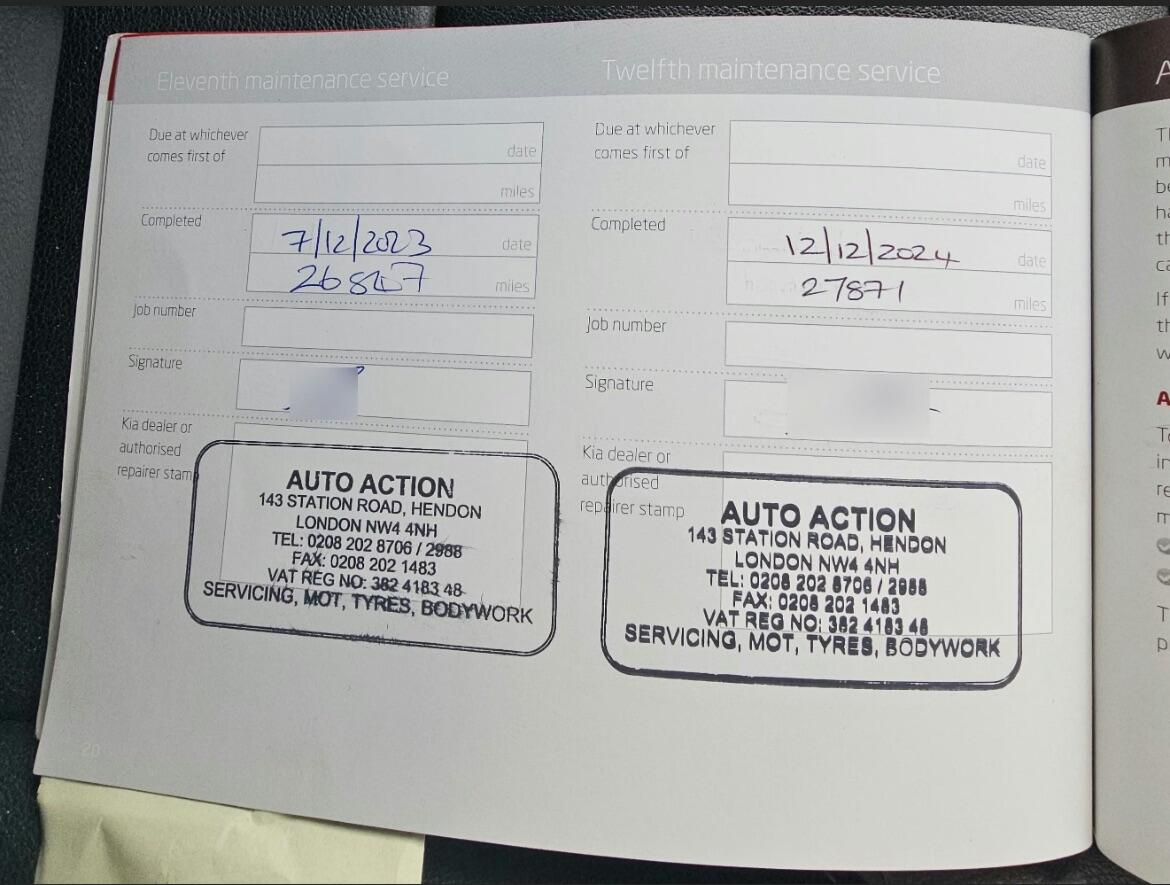 Eleventh maintenance service
Due at whichever
comes first of
date
miles
Completed
7/12/2023 date
miles
Job number
Signature
Kia dealer or
authorised
repairer stamp
AUTO ACTION
143 STATION ROAD, HENDON
LONDON NW4 4NH
TEL: 0208 202 8706 / 2988
FAX: 0208 202 1483
VAT REG NO: 382 4183 48
SERVICING, MOT, TYRES, BODYWORK
20
Twelfth maintenance service
Due at whichever
comes first of
date
miles
Completed
12/12/2024 date
27871 miles
Job number
Signature
Kia dealer or
authorised
repairer stamp
AUTO ACTION
143 STATION ROAD, HENDON
LONDON NW4 4NH
TEL: 0208 202 8706 / 2988
FAX: 0208 202 1483
VAT REG NO: 382 4183 48
SERVICING, MOT, TYRES, BODYWORK
If